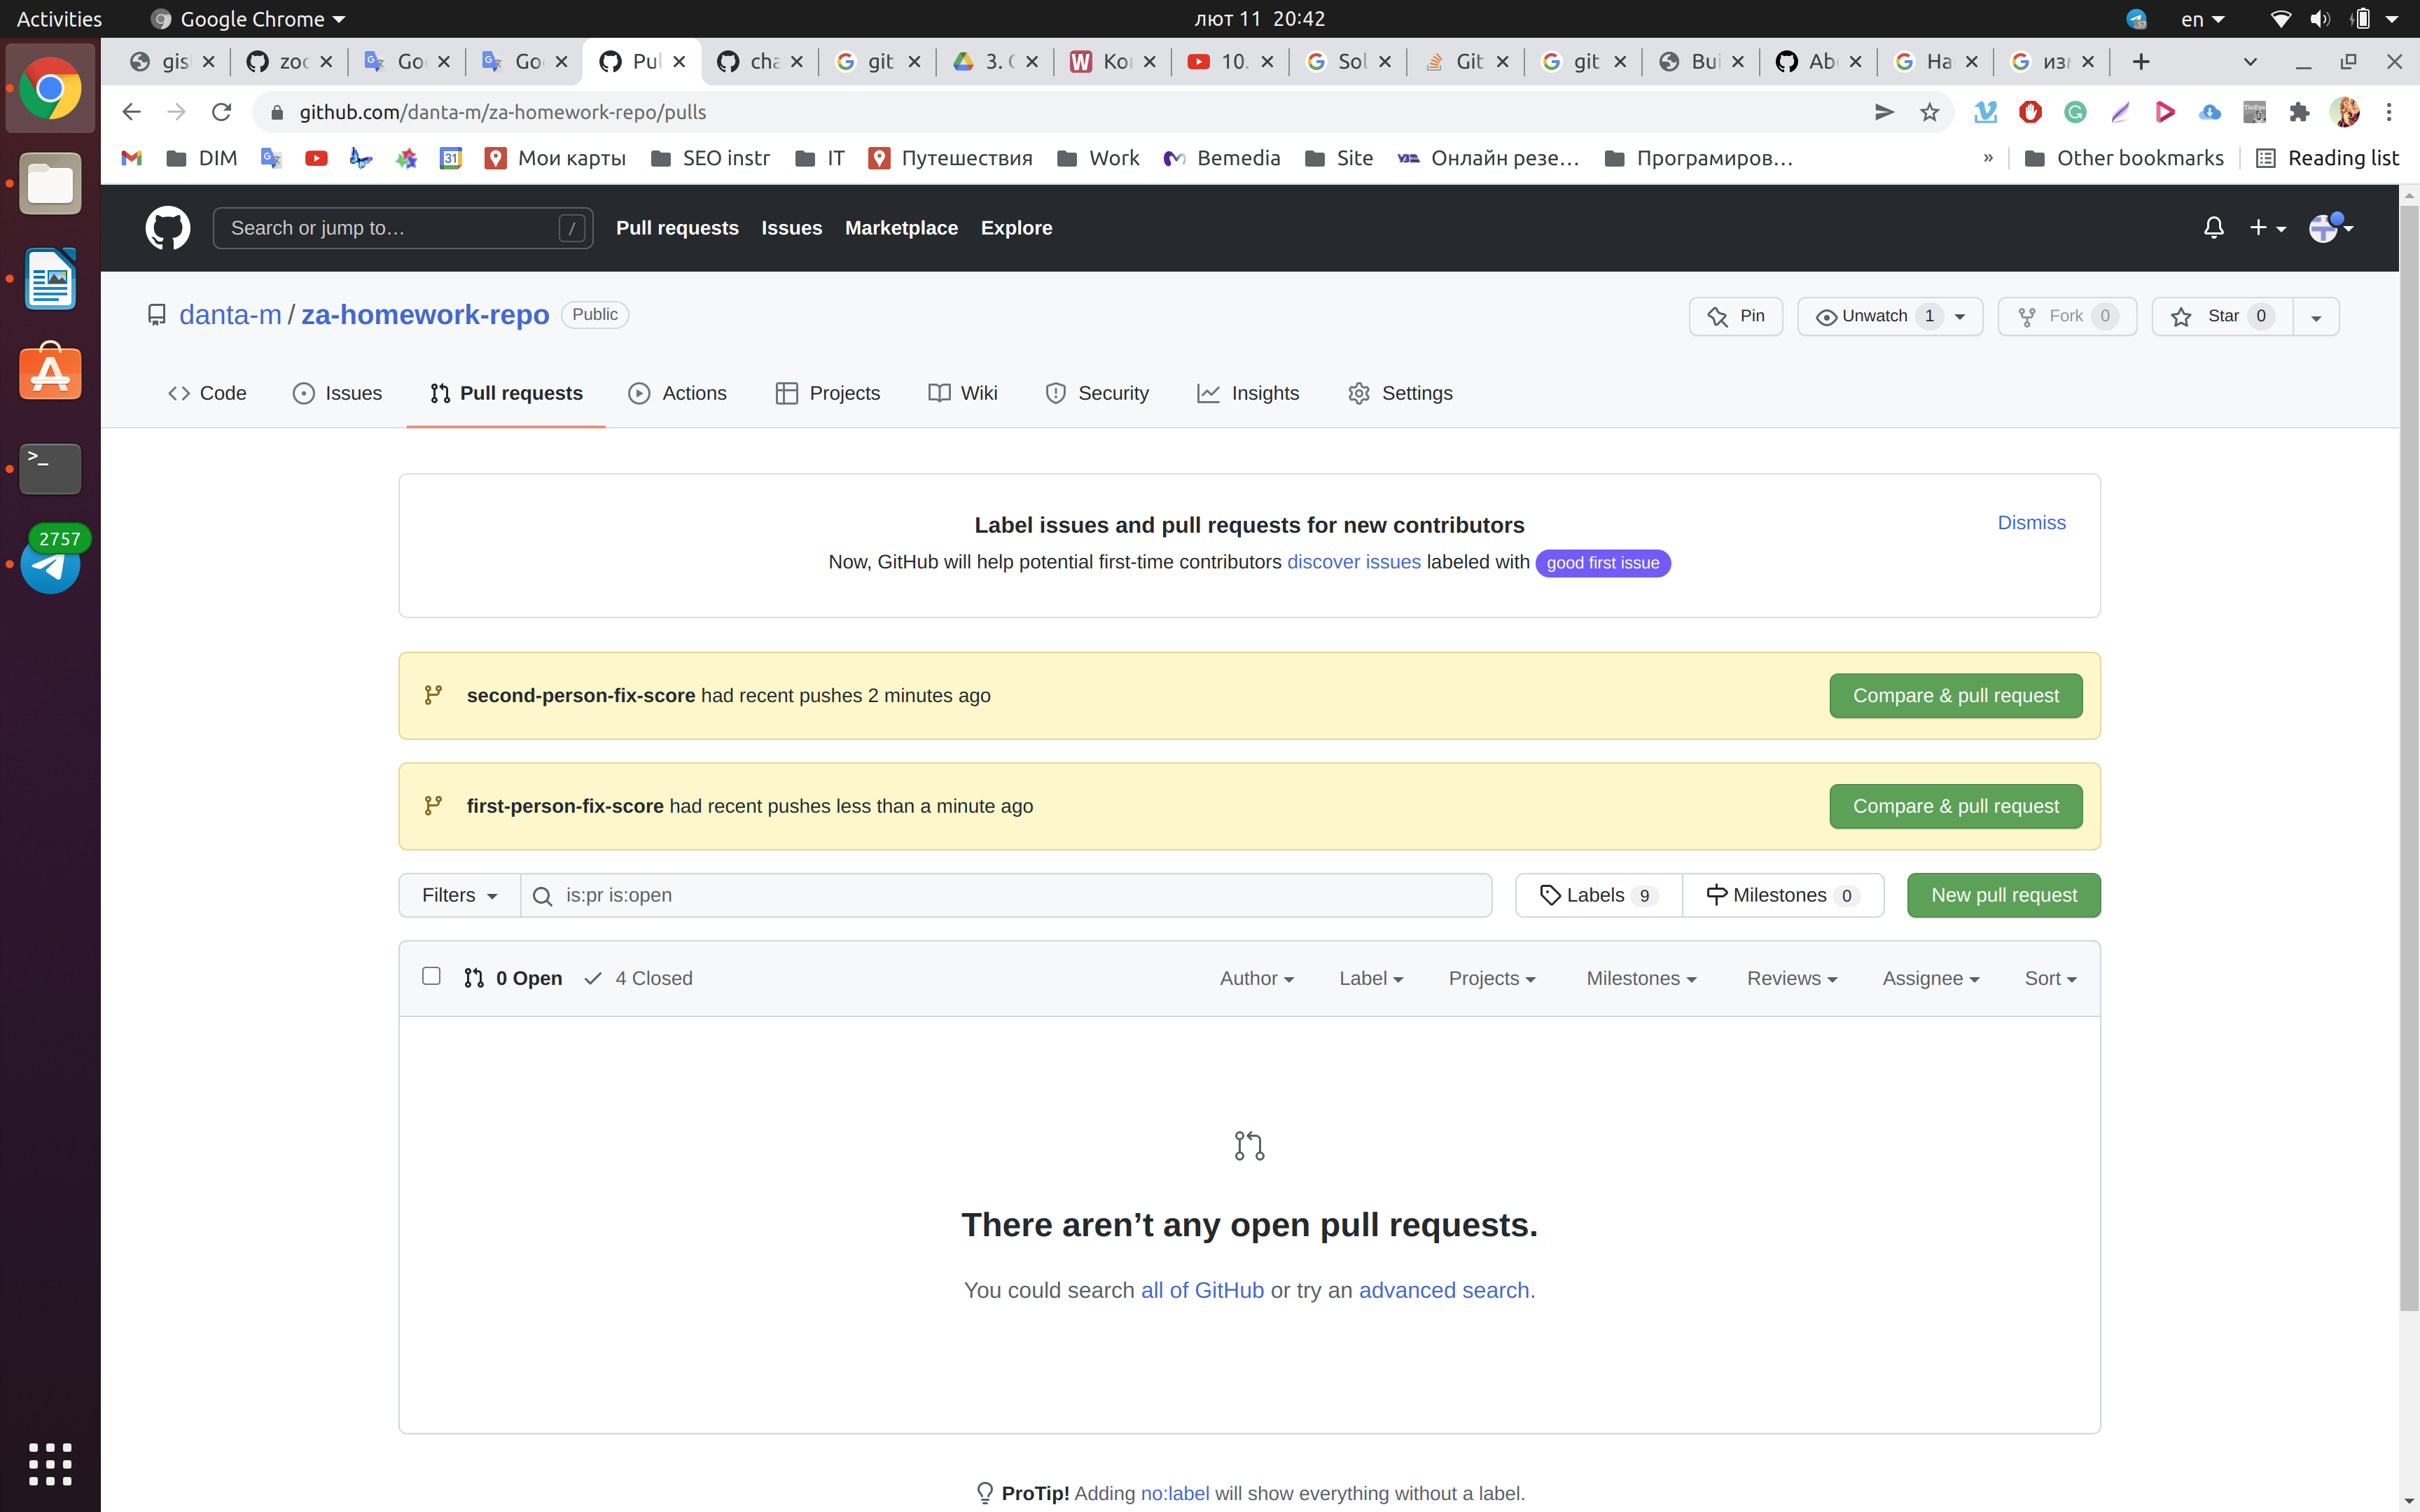 Activities Google Chrome лют 11 20:42 en
gis zoo Go Go Pul cha git 3. Ko 10. Sol Git git Bui Ab Ha изм
github.com/danta-m/za-homework-repo/pulls
DIM 31 Мои карты SEO instr IT Путешествия Work Bemedia Site Онлайн резе… Програмиров… » Other bookmarks Reading list
Search or jump to… / Pull requests Issues Marketplace Explore
danta-m / za-homework-repo Public Pin Unwatch 1 Fork 0 Star 0
Code Issues Pull requests Actions Projects Wiki Security Insights Settings
Label issues and pull requests for new contributors
Dismiss
Now, GitHub will help potential first-time contributors discover issues labeled with good first issue
2757
second-person-fix-score had recent pushes 2 minutes ago Compare & pull request
first-person-fix-score had recent pushes less than a minute ago Compare & pull request
Filters is:pr is:open Labels 9 Milestones 0 New pull request
0 Open 4 Closed Author Label Projects Milestones Reviews Assignee Sort
There aren’t any open pull requests.
You could search all of GitHub or try an advanced search.
ProTip! Adding no:label will show everything without a label.